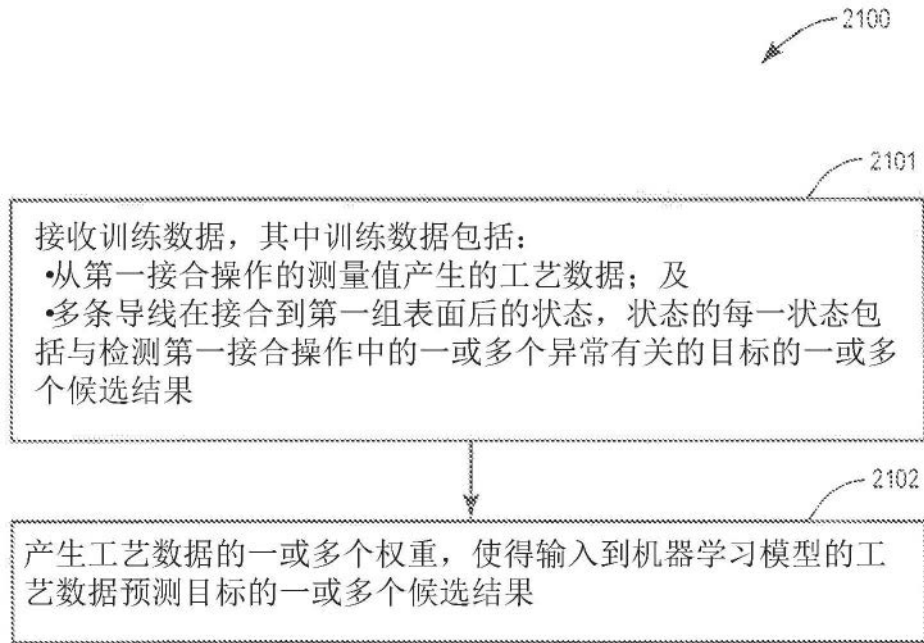 2100
2101
接收训练数据，其中训练数据包括：
•从第一接合操作的测量值产生的工艺数据；及
•多条导线在接合到第一组表面后的状态，状态的每一状态包
括与检测第一接合操作中的一或多个异常有关的目标的一或多
个候选结果
2102
产生工艺数据的一或多个权重，使得输入到机器学习模型的工
艺数据预测目标的一或多个候选结果